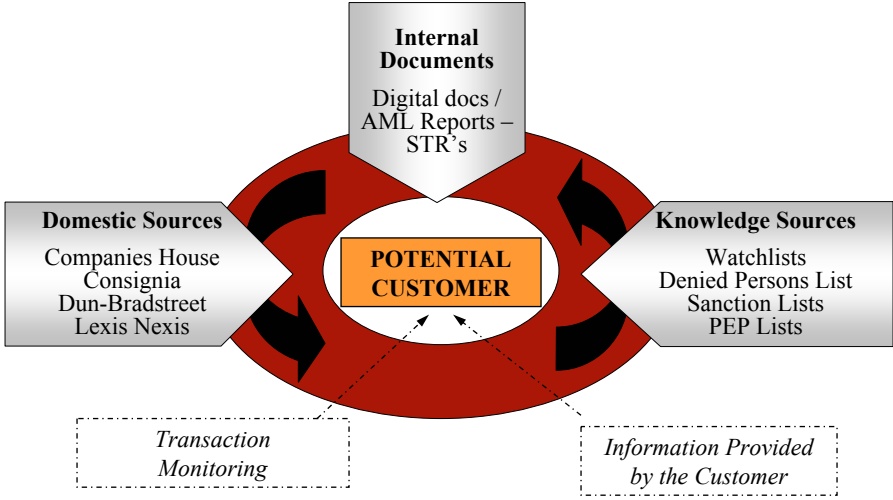 Internal
Documents
Digital docs /
AML Reports –
STR's
Domestic Sources
Companies House
Consignia
Dun-Bradstreet
Lexis Nexis
POTENTIAL
CUSTOMER
Knowledge Sources
Watchlists
Denied Persons List
Sanction Lists
PEP Lists
Transaction
Monitoring
Information Provided
by the Customer